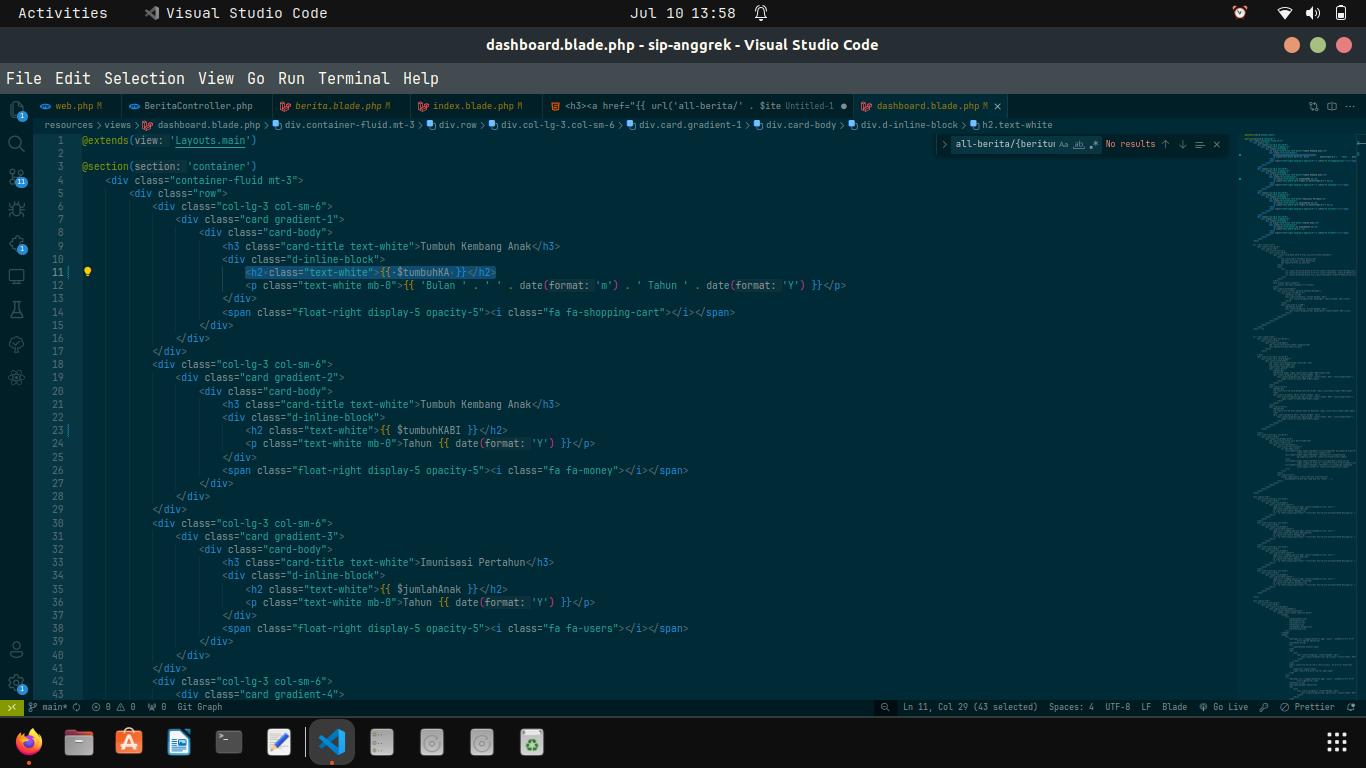 Activities
Visual Studio Code
Jul 10 13:58
dashboard.blade.php - sip-anggrek - Visual Studio Code
File Edit Selection View Go Run Terminal Help
web.php M
BeritaController.php
berita.blade.php M
index.blade.php M
<h3><a href="{{ url('all-berita/' . $ite Untitled-1
dashboard.blade.php M
resources > views > dashboard.blade.php > div.container-fluid.mt-3 > div.row > div.col-lg-3.col-sm-6 > div.card.gradient-1 > div.card-body > div.d-inline-block > h2.text-white
all-berita/{beritum Aa ab No results
1 @extends(view: 'Layouts.main')
2
3 @section(section: 'container')
4 <div class="container-fluid mt-3">
5 <div class="row">
6 <div class="col-lg-3 col-sm-6">
7 <div class="card gradient-1">
8 <div class="card-body">
9 <h3 class="card-title text-white">Tumbuh Kembang Anak</h3>
10 <div class="d-inline-block">
11 <h2 class="text-white">{{ $tumbuhKA }}</h2>
12 <p class="text-white mb-0">{{ 'Bulan ' . ' ' . date(format: 'm') . ' Tahun ' . date(format: 'Y') }}</p>
13 </div>
14 <span class="float-right display-5 opacity-5"><i class="fa fa-shopping-cart"></i></span>
15 </div>
16 </div>
17 </div>
18 <div class="col-lg-3 col-sm-6">
19 <div class="card gradient-2">
20 <div class="card-body">
21 <h3 class="card-title text-white">Tumbuh Kembang Anak</h3>
22 <div class="d-inline-block">
23 <h2 class="text-white">{{ $tumbuhKABI }}</h2>
24 <p class="text-white mb-0">Tahun {{ date(format: 'Y') }}</p>
25 </div>
26 <span class="float-right display-5 opacity-5"><i class="fa fa-money"></i></span>
27 </div>
28 </div>
29 </div>
30 <div class="col-lg-3 col-sm-6">
31 <div class="card gradient-3">
32 <div class="card-body">
33 <h3 class="card-title text-white">Imunisasi Pertahun</h3>
34 <div class="d-inline-block">
35 <h2 class="text-white">{{ $jumlahAnak }}</h2>
36 <p class="text-white mb-0">Tahun {{ date(format: 'Y') }}</p>
37 </div>
38 <span class="float-right display-5 opacity-5"><i class="fa fa-users"></i></span>
39 </div>
40 </div>
41 </div>
42 <div class="col-lg-3 col-sm-6">
43 <div class="card gradient-4">
1
11
1
1
main* 0 0 0 Git Graph
Ln 11, Col 29 (43 selected) Spaces: 4 UTF-8 LF Blade Go Live Prettier